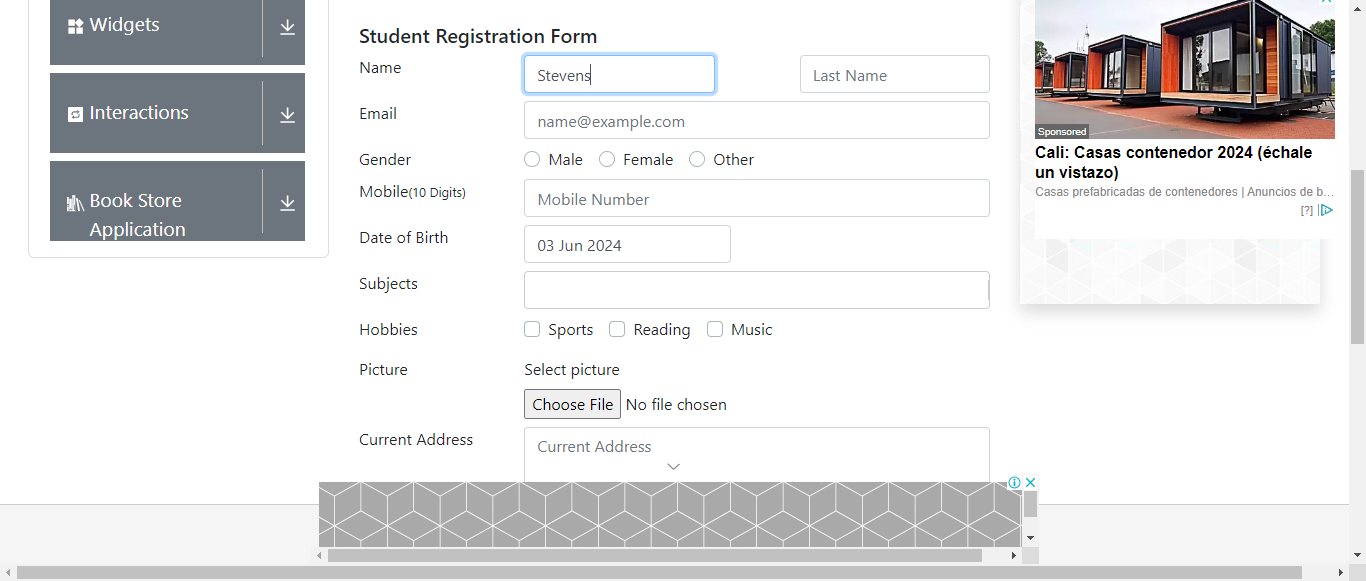 Widgets
Interactions
Book Store
Application
Student Registration Form
Name
Stevens
Last Name
Email
name@example.com
Gender
Male
Female
Other
Mobile(10 Digits)
Mobile Number
Date of Birth
03 Jun 2024
Subjects
Hobbies
Sports
Reading
Music
Picture
Select picture
Choose File
No file chosen
Current Address
Current Address
Sponsored
Cali: Casas contenedor 2024 (échale
un vistazo)
Casas prefabricadas de contenedores | Anuncios de b...
[?]